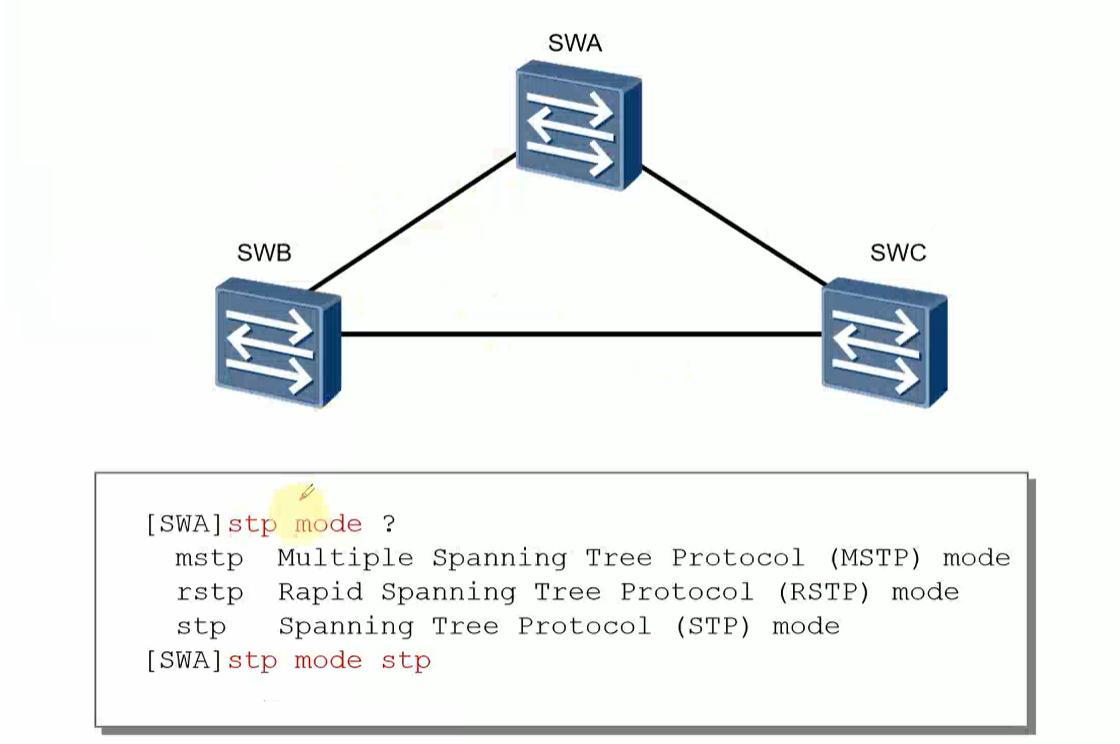 SWA
SWB
SWC
[SWA]stp mode ?
mstp Multiple Spanning Tree Protocol (MSTP) mode
rstp Rapid Spanning Tree Protocol (RSTP) mode
stp Spanning Tree Protocol (STP) mode
[SWA]stp mode stp